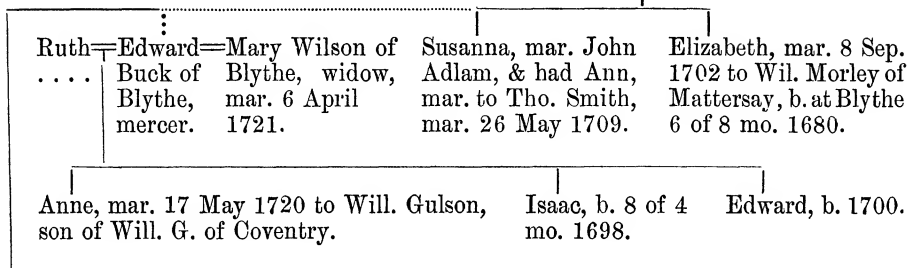 Ruth=Edward=Mary Wilson of
.... Buck of Blythe, widow,
Blythe, mar. 6 April
mercer. 1721.
Susanna, mar. John
Adlam, & had Ann,
mar. to Tho. Smith,
mar. 26 May 1709.
Elizabeth, mar. 8 Sep.
1702 to Wil. Morley of
Mattersay, b. at Blythe
6 of 8 mo. 1680.
Anne, mar. 17 May 1720 to Will. Gulson,
son of Will. G. of Coventry.
Isaac, b. 8 of 4
mo. 1698.
Edward, b. 1700.